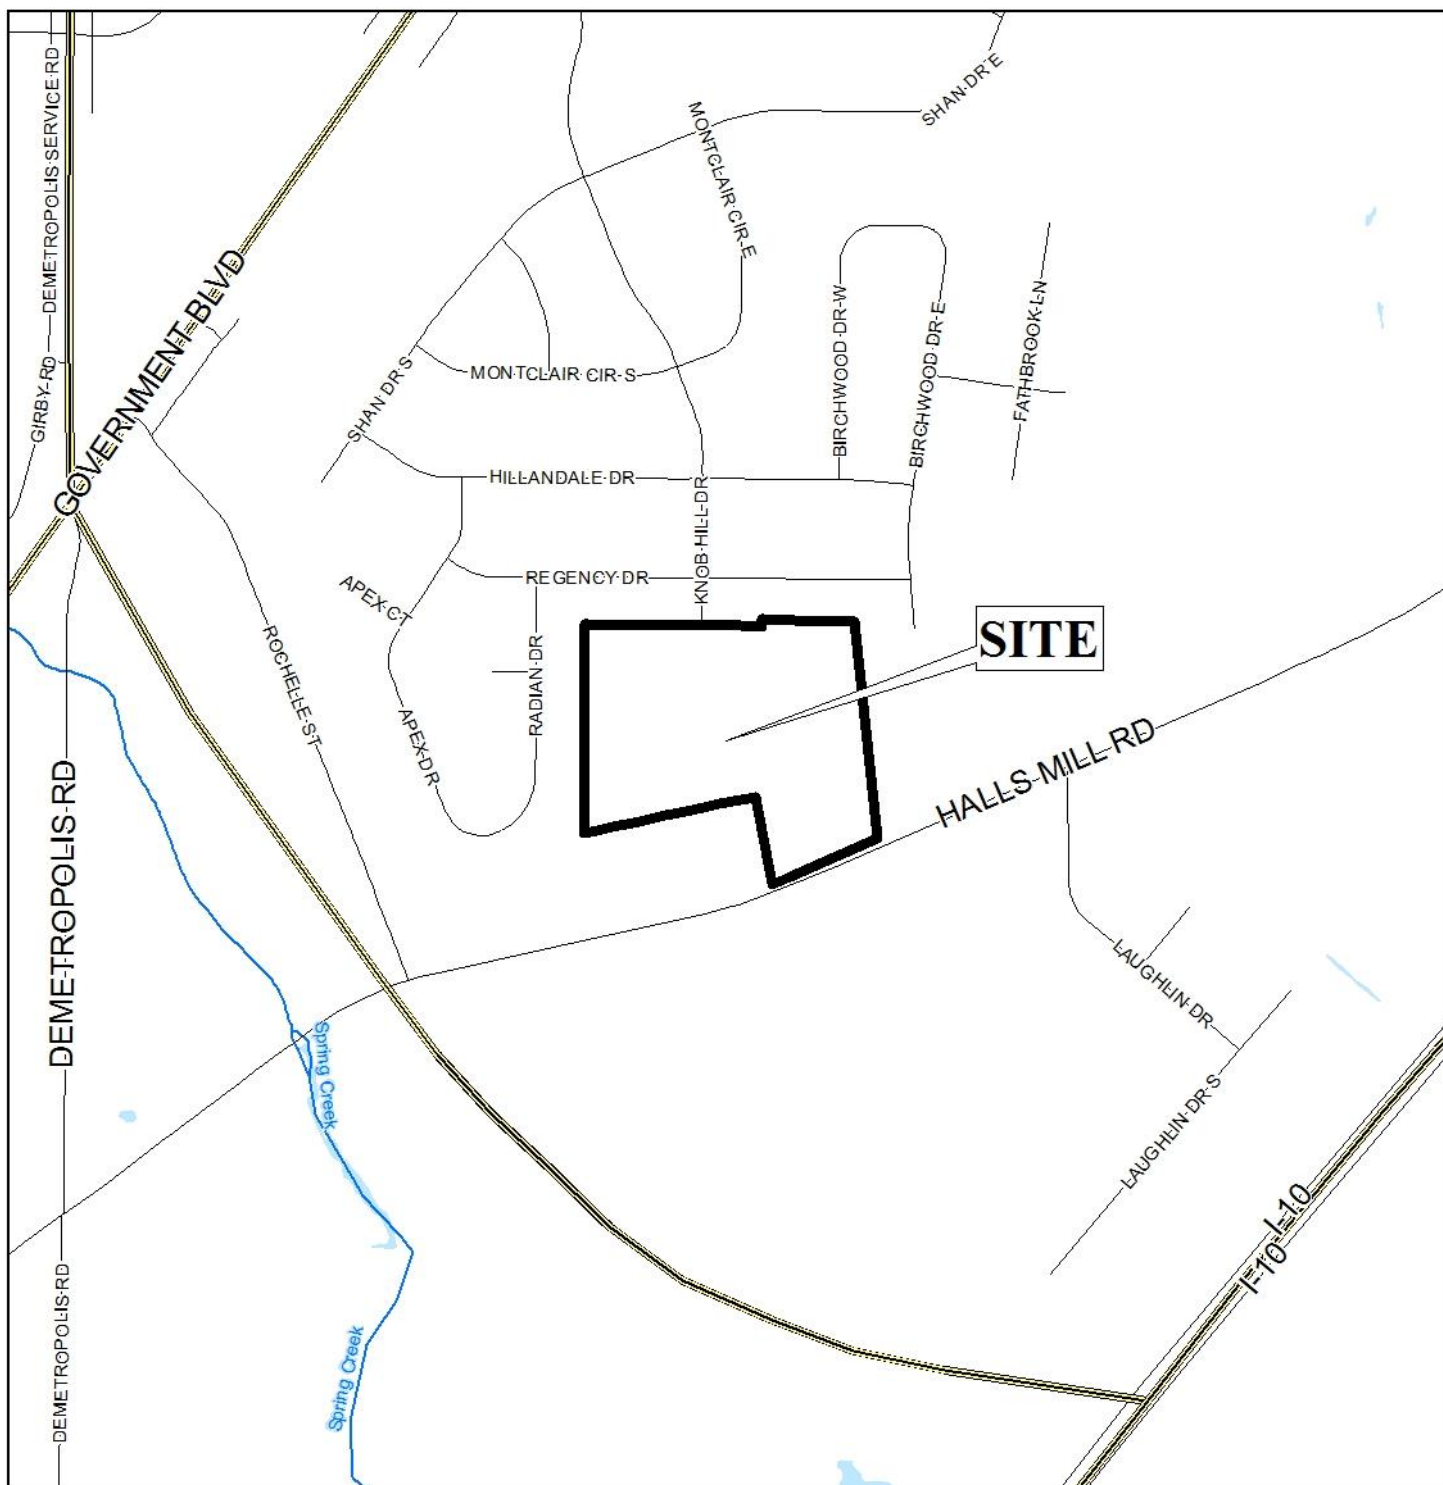 DEMETROPOLIS SERVICE RD
SHAN DR E
MONTCLAIR CIR E
GOVERNMENT BLVD
GIRBY RD
BIRCHWOOD DR W
BIRCHWOOD DR E
FATHBROOK LN
SHAN DR S
MONTCLAIR CIR S
HILLANDALE DR
KNOB HILL DR
REGENCY DR
APEX CT
SITE
ROCHELLE ST
RADIAN DR
APEX DR
HALLS MILL RD
DEMETROPOLIS RD
LAUGHLIN DR
Spring Creek
LAUGHLIN DR S
I-10
I-10
DEMETROPOLIS RD
Spring Creek